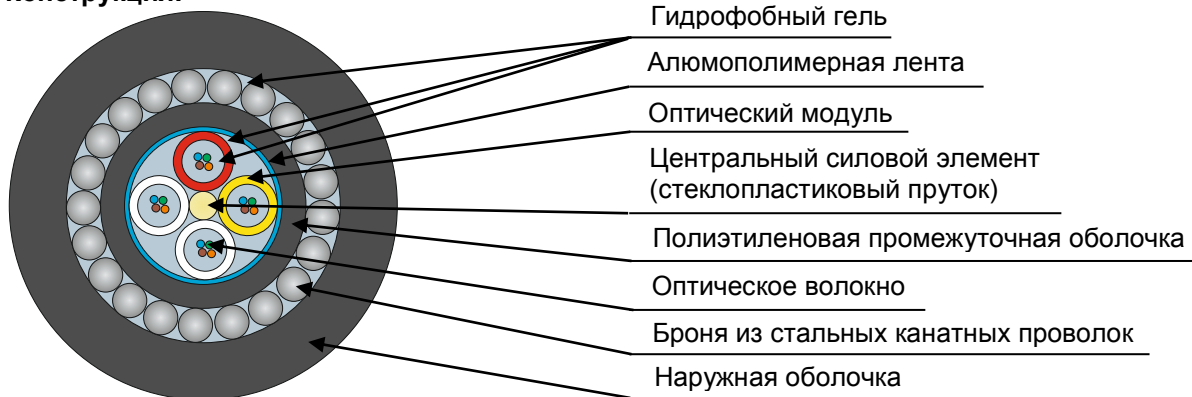 Конструкция:
Гидрофобный гель
Алюмополимерная лента
Оптический модуль
Центральный силовой элемент
(стеклопластиковый пруток)
Полиэтиленовая промежуточная оболочка
Оптическое волокно
Броня из стальных канатных проволок
Наружная оболочка